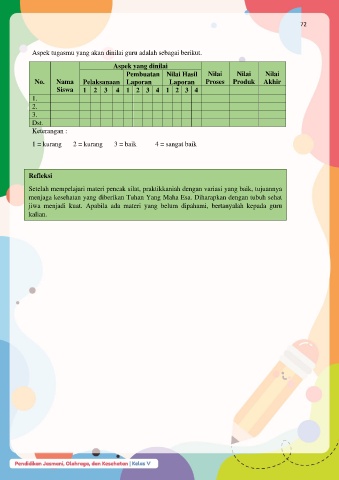 72
Aspek tugasmu yang akan dinilai guru adalah sebagai berikut.
No. Nama Siswa Aspek yang dinilai Nilai Proses Nilai Produk Nilai Akhir
Pelaksanaan Pembuatan Laporan Nilai Hasil Laporan
1 2 3 4 1 2 3 4 1 2 3 4
1.
2.
3.
Dst.
Keterangan :
1 = kurang 2 = kurang 3 = baik 4 = sangat baik
Refleksi
Setelah mempelajari materi pencak silat, praktikkanlah dengan variasi yang baik, tujuannya
menjaga kesehatan yang diberikan Tuhan Yang Maha Esa. Diharapkan dengan tubuh sehat
jiwa menjadi kuat. Apabila ada materi yang belum dipahami, bertanyalah kepada guru
kalian.
Pendidikan Jasmani, Olahraga, dan Kesehatan | Kelas V